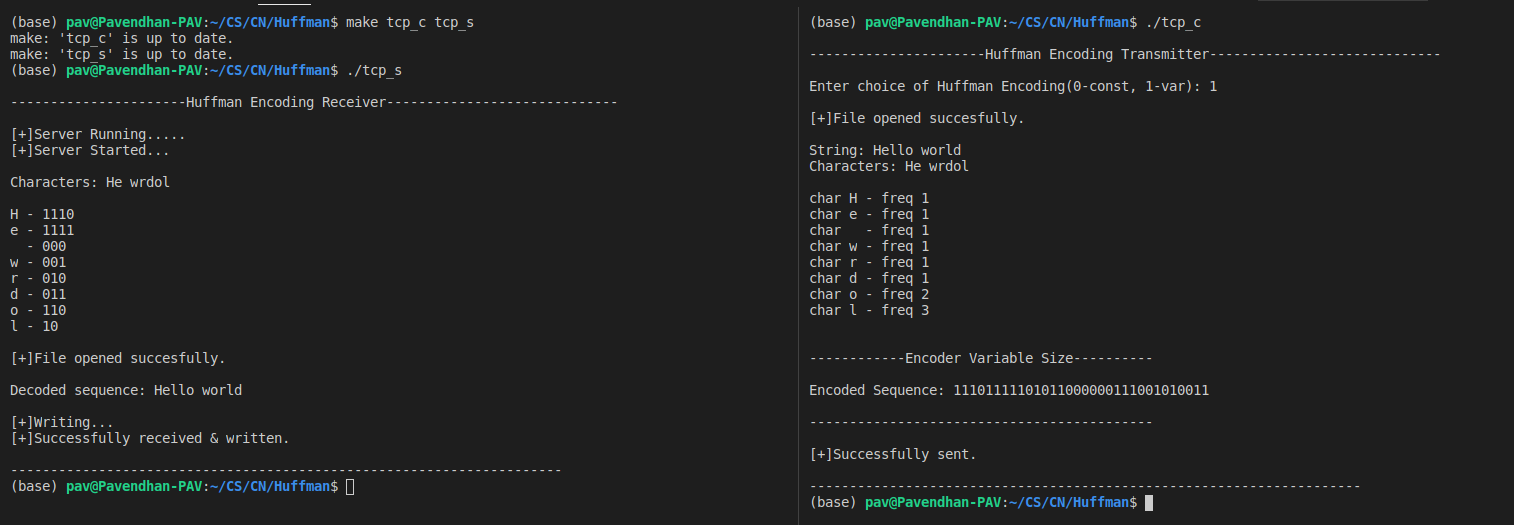 (base) pav@Pavendhan-PAV:~/CS/CN/Huffman$ make tcp_c tcp_s
make: 'tcp_c' is up to date.
make: 'tcp_s' is up to date.
(base) pav@Pavendhan-PAV:~/CS/CN/Huffman$ ./tcp_s
----------------------Huffman Encoding Receiver-----------------------------
[+]Server Running.....
[+]Server Started...
Characters: He wrdol
H - 1110
e - 1111
  - 000
w - 001
r - 010
d - 011
o - 110
l - 10
[+]File opened succesfully.
Decoded sequence: Hello world
[+]Writing...
[+]Successfully received & written.
---------------------------------------------------------------------
(base) pav@Pavendhan-PAV:~/CS/CN/Huffman$
(base) pav@Pavendhan-PAV:~/CS/CN/Huffman$ ./tcp_c
----------------------Huffman Encoding Transmitter-----------------------------
Enter choice of Huffman Encoding(0-const, 1-var): 1
[+]File opened succesfully.
String: Hello world
Characters: He wrdol
char H - freq 1
char e - freq 1
char   - freq 1
char w - freq 1
char r - freq 1
char d - freq 1
char o - freq 2
char l - freq 3
------------Encoder Variable Size----------
Encoded Sequence: 11101111101011000000111001010011
-------------------------------------------
[+]Successfully sent.
---------------------------------------------------------------------
(base) pav@Pavendhan-PAV:~/CS/CN/Huffman$